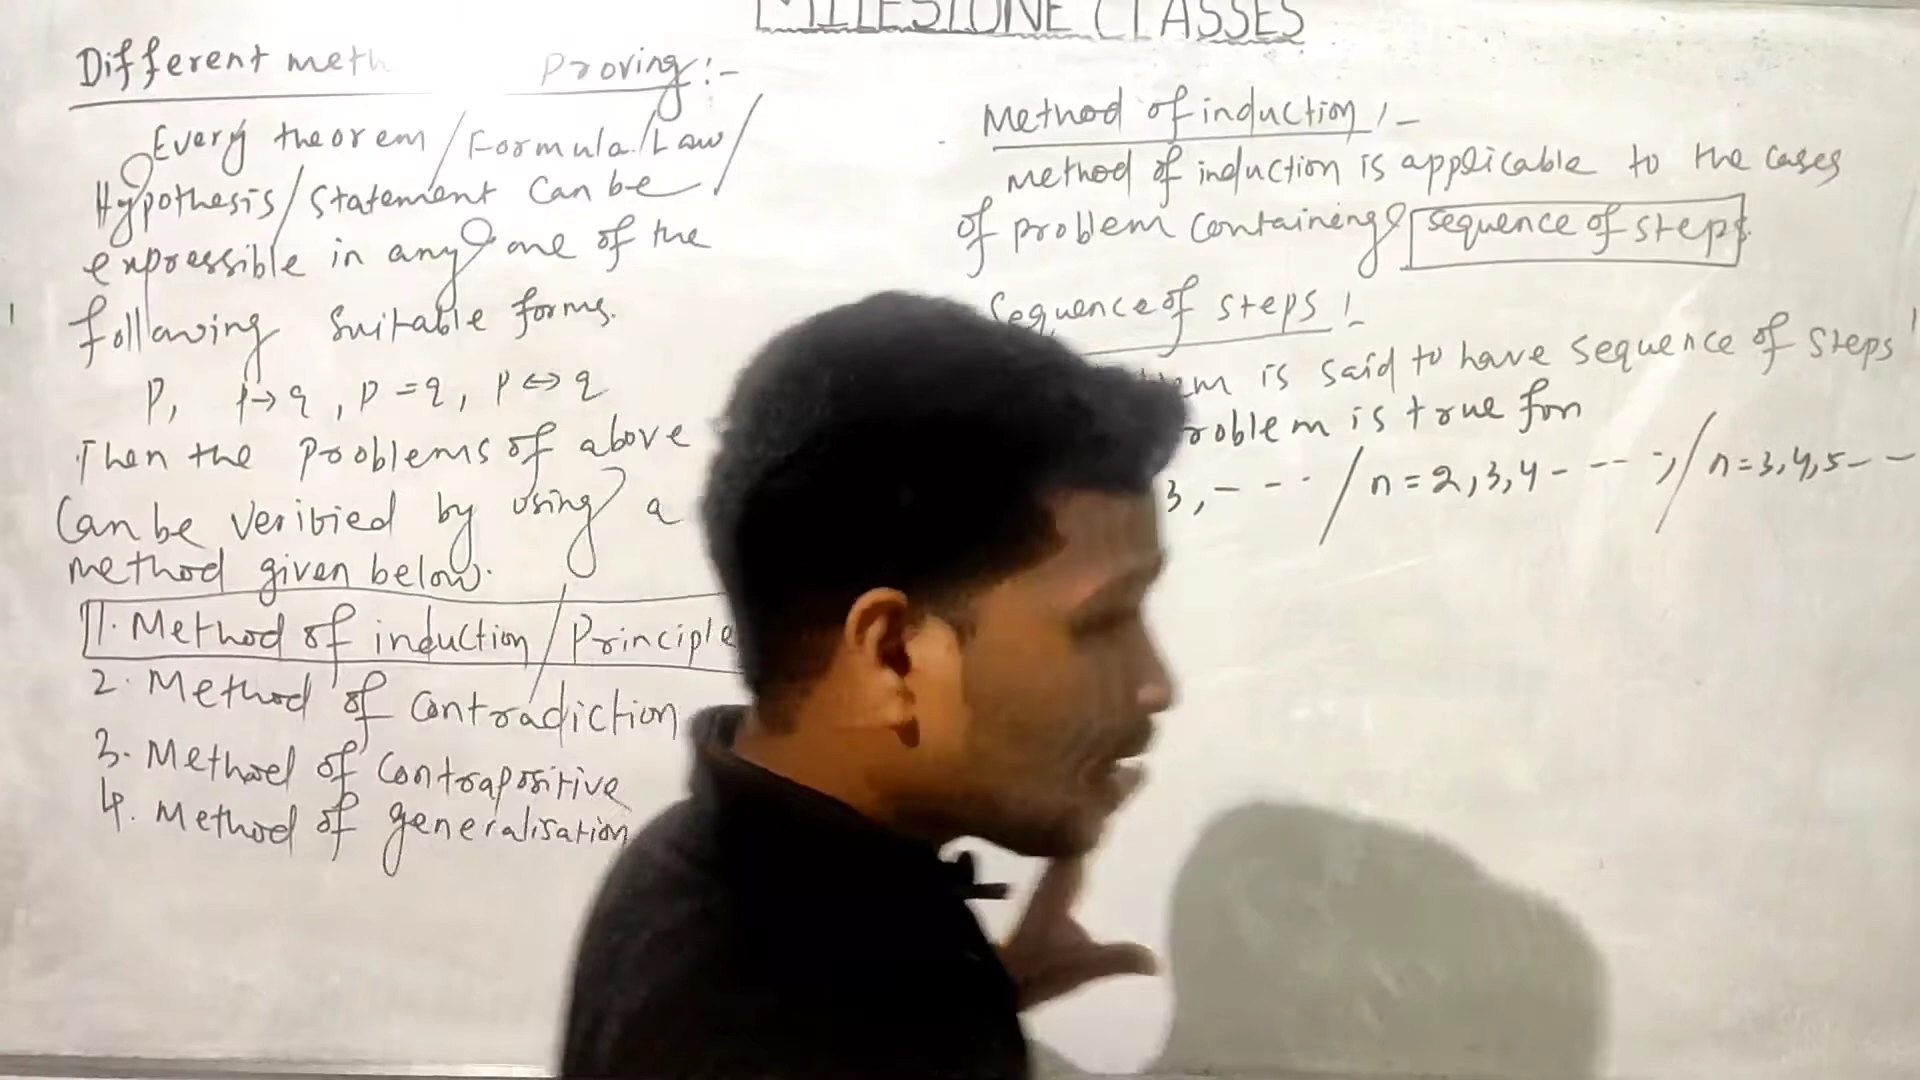 MILESTONE CLASSES
Different meth Proving:-
Every theorem/Formula/Law/
Hypothesis/Statement Can be
expressible in any one of the
following Suitable forms.
P, p→q, p=q, p↔q
Then the Problems of above
Can be Verified by using a
method given below.
1. Method of induction/Principle
2. Method of Contradiction
3. Method of Contrapositive
4. Method of generalisation
Method of induction:-
Method of induction is applicable to the Cases
of problem Containing sequence of steps.
Sequence of steps:-
is said to have sequence of steps
is true for
3,---/n=2,3,4----,/n=3,4,5--